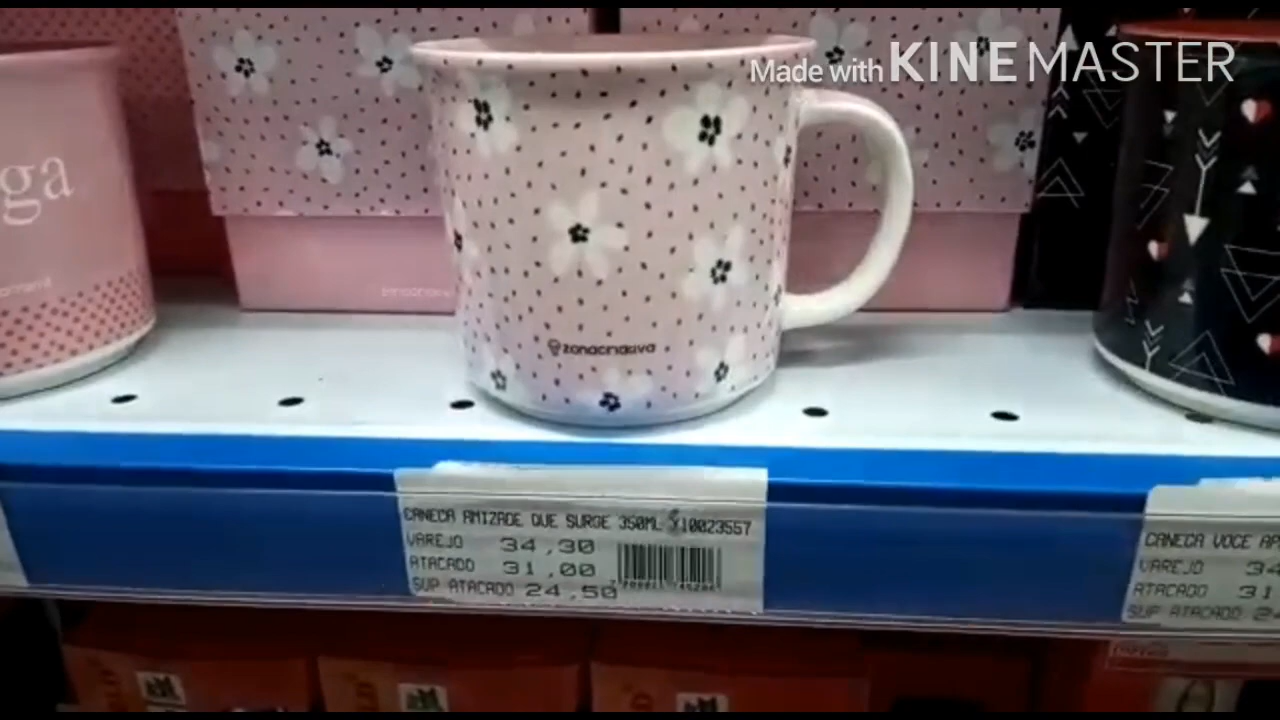 Made with KINEMASTER
ga
zonacriativa
CANECA AMIZADE QUE SURGE 350ML 10023557
VAREJO 34,30
ATACADO 31,00
SUP ATACADO 24,50
CANECA VOCE AP
VAREJO 34
ATACADO 31
SUP ATACADO 2